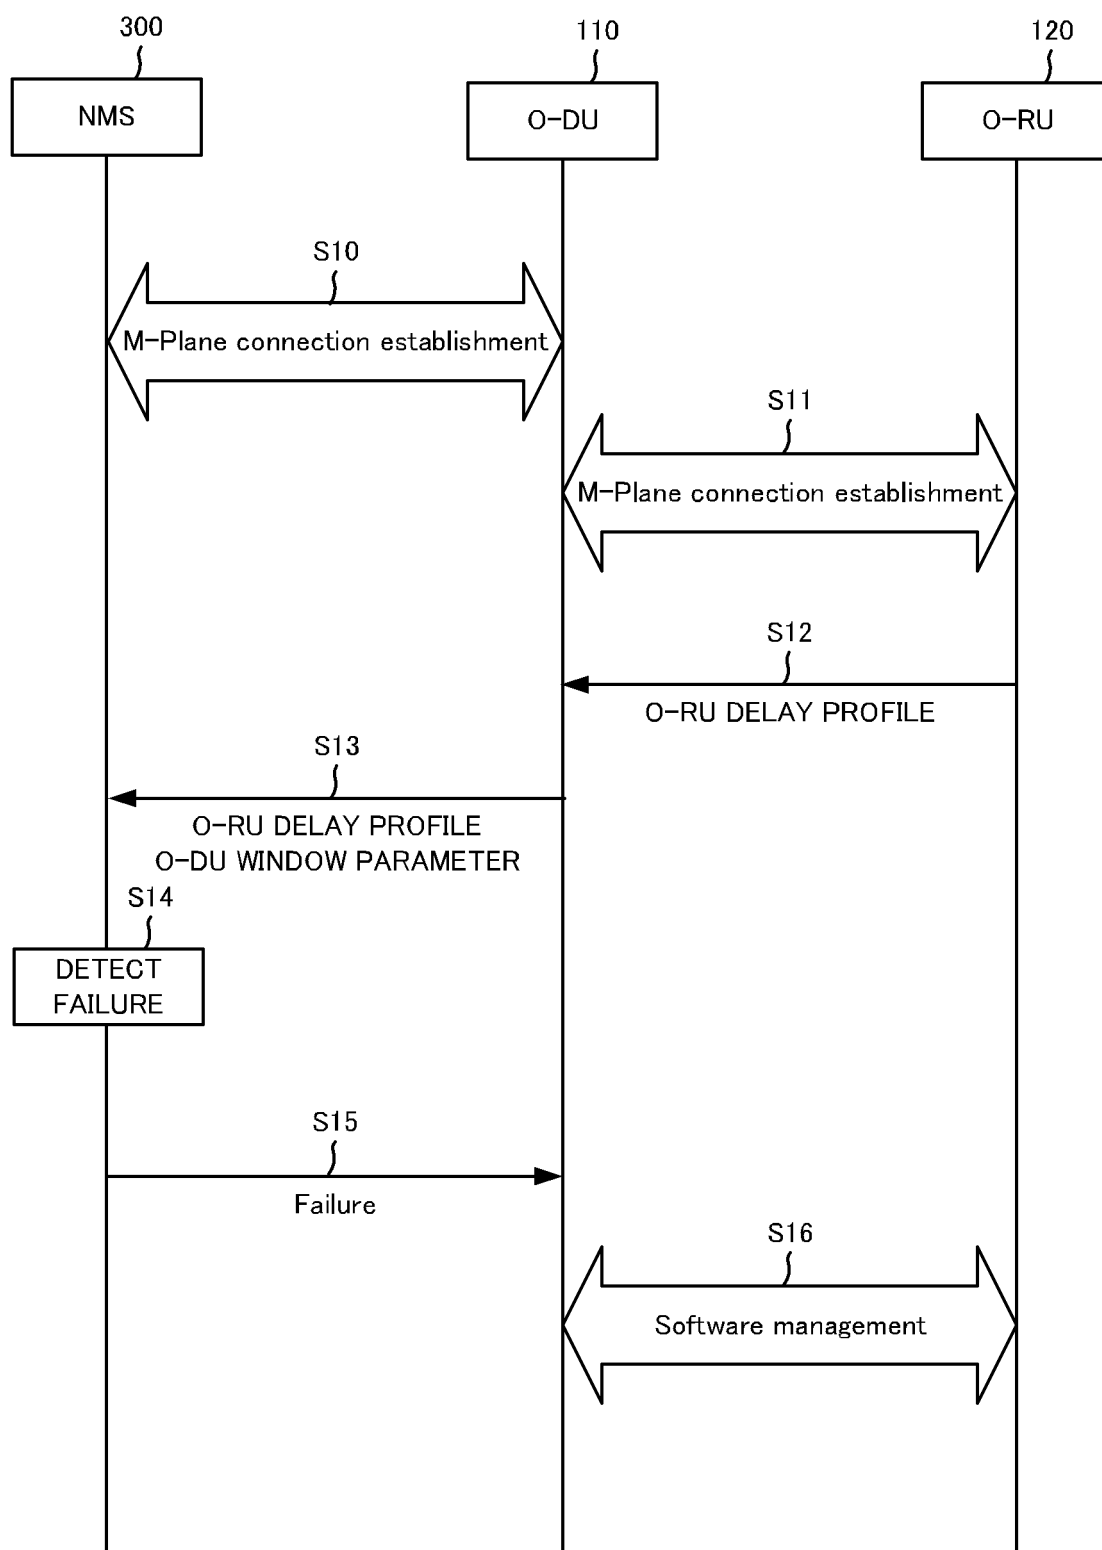 300
110
120
NMS
O-DU
O-RU
S10
M-Plane connection establishment
S11
M-Plane connection establishment
S12
O-RU DELAY PROFILE
S13
O-RU DELAY PROFILE
O-DU WINDOW PARAMETER
S14
DETECT
FAILURE
S15
Failure
S16
Software management